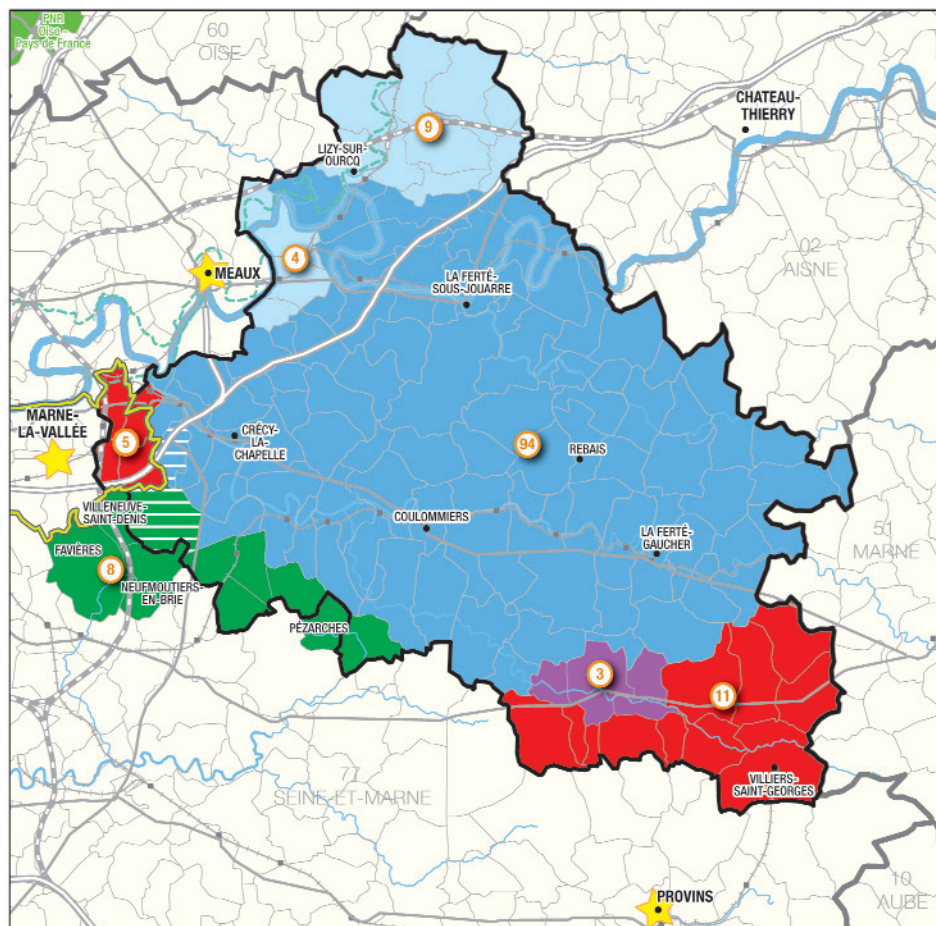 PNR
Oise -
Pays de France
60
OISE
CHATEAU-
THIERRY
9
LIZY-SUR-
OURCQ
4
MEAUX
02
AISNE
LA FERTÉ-
SOUS-JOUARRE
MARNE-
LA-VALLÉE
5
CRÉCY-
LA-
CHAPELLE
94
REBAIS
VILLENEUVE-
SAINT-DENIS
COULOMMIERS
LA FERTÉ-
GAUCHER
51
MARNE
FAVIÈRES
8
NEUFMOUTIERS-
EN-BRIE
PÉZARCHES
3
11
77
SEINE-ET-MARNE
VILLIERS-
SAINT-GEORGES
PROVINS
10
AUBE